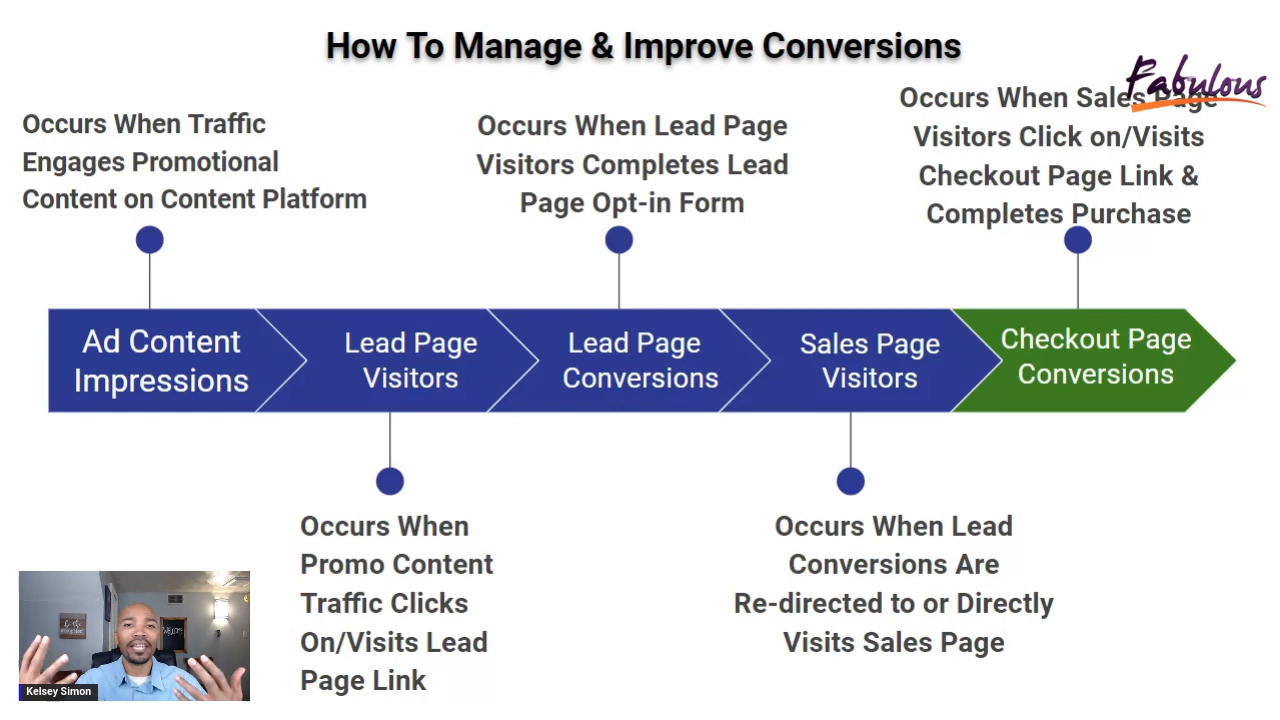 How To Manage & Improve Conversions
Fabulous
Occurs When Traffic
Engages Promotional
Content on Content Platform
Occurs When Lead Page
Visitors Completes Lead
Page Opt-in Form
Occurs When Sales Page
Visitors Click on/Visits
Checkout Page Link &
Completes Purchase
Ad Content
Impressions
Lead Page
Visitors
Lead Page
Conversions
Sales Page
Visitors
Checkout Page
Conversions
Occurs When
Promo Content
Traffic Clicks
On/Visits Lead
Page Link
Occurs When Lead
Conversions Are
Re-directed to or Directly
Visits Sales Page
WELCOME
Kelsey Simon